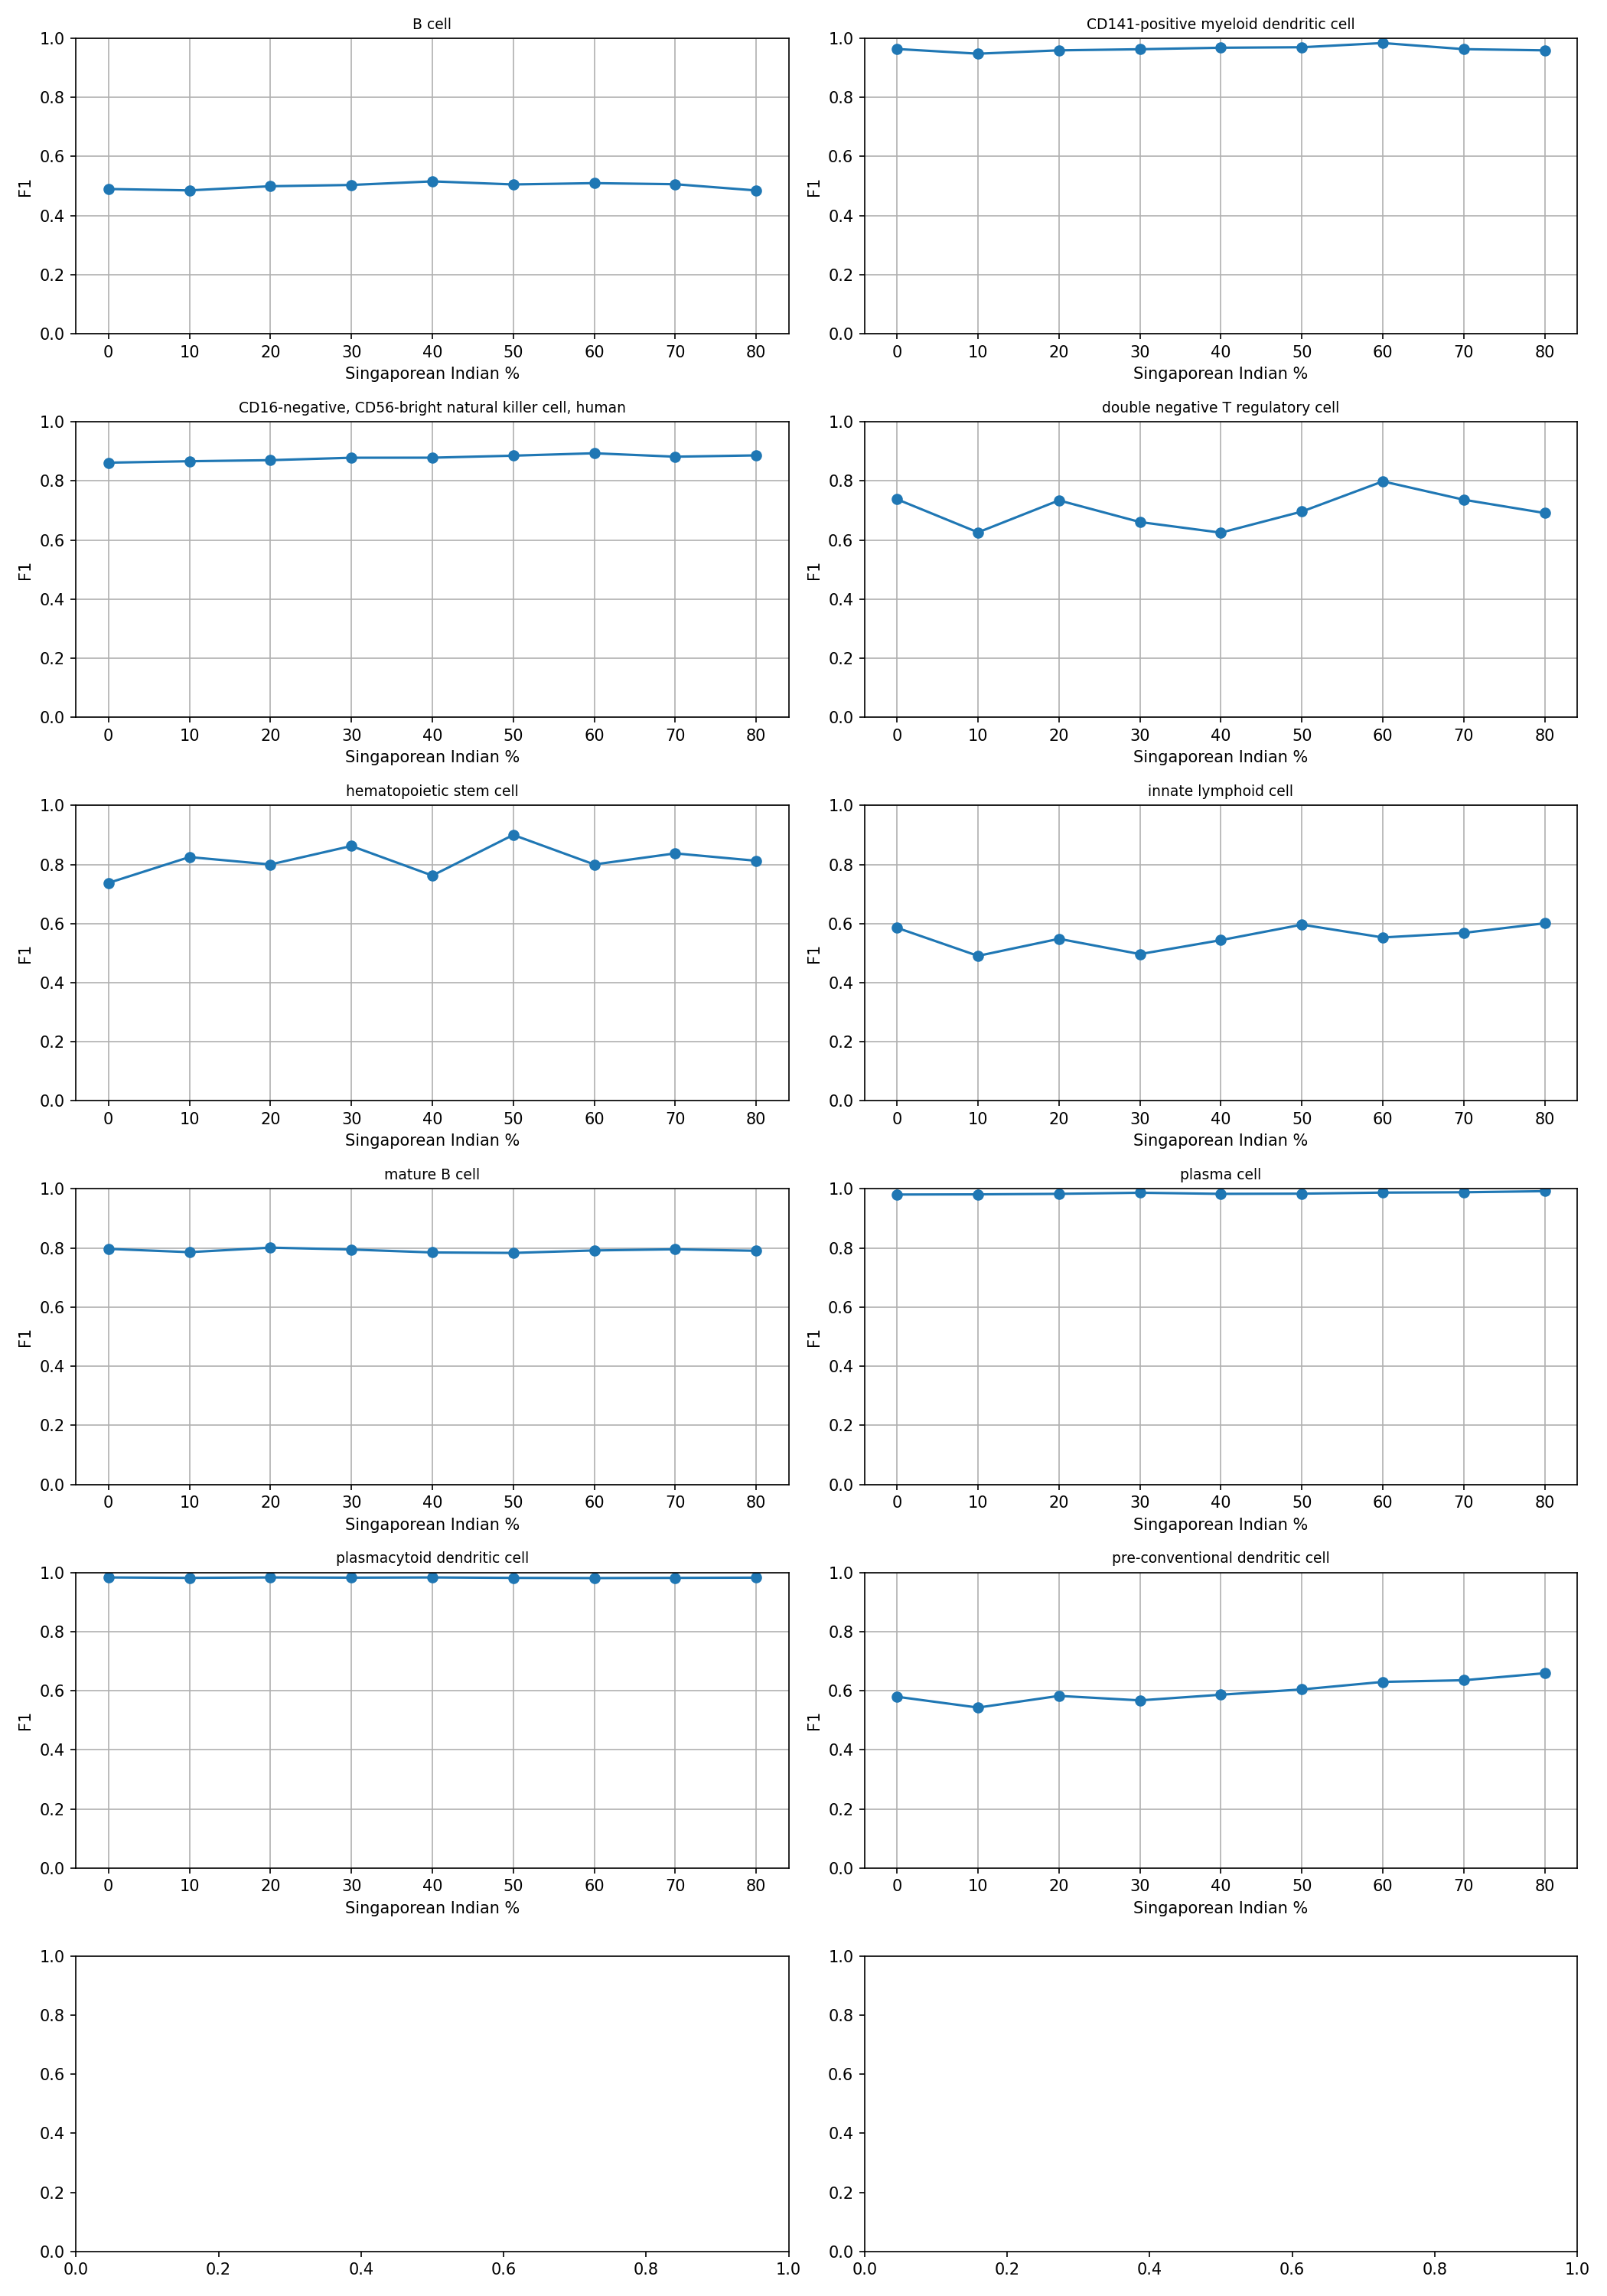 B cell
1.0
0.8
0.6
0.4
0.2
0.0
F1
0 10 20 30 40 50 60 70 80
Singaporean Indian %
CD141-positive myeloid dendritic cell
1.0
0.8
0.6
0.4
0.2
0.0
F1
0 10 20 30 40 50 60 70 80
Singaporean Indian %
CD16-negative, CD56-bright natural killer cell, human
1.0
0.8
0.6
0.4
0.2
0.0
F1
0 10 20 30 40 50 60 70 80
Singaporean Indian %
double negative T regulatory cell
1.0
0.8
0.6
0.4
0.2
0.0
F1
0 10 20 30 40 50 60 70 80
Singaporean Indian %
hematopoietic stem cell
1.0
0.8
0.6
0.4
0.2
0.0
F1
0 10 20 30 40 50 60 70 80
Singaporean Indian %
innate lymphoid cell
1.0
0.8
0.6
0.4
0.2
0.0
F1
0 10 20 30 40 50 60 70 80
Singaporean Indian %
mature B cell
1.0
0.8
0.6
0.4
0.2
0.0
F1
0 10 20 30 40 50 60 70 80
Singaporean Indian %
plasma cell
1.0
0.8
0.6
0.4
0.2
0.0
F1
0 10 20 30 40 50 60 70 80
Singaporean Indian %
plasmacytoid dendritic cell
1.0
0.8
0.6
0.4
0.2
0.0
F1
0 10 20 30 40 50 60 70 80
Singaporean Indian %
pre-conventional dendritic cell
1.0
0.8
0.6
0.4
0.2
0.0
F1
0 10 20 30 40 50 60 70 80
Singaporean Indian %
1.0
0.8
0.6
0.4
0.2
0.0
0.0 0.2 0.4 0.6 0.8 1.0
1.0
0.8
0.6
0.4
0.2
0.0
0.0 0.2 0.4 0.6 0.8 1.0